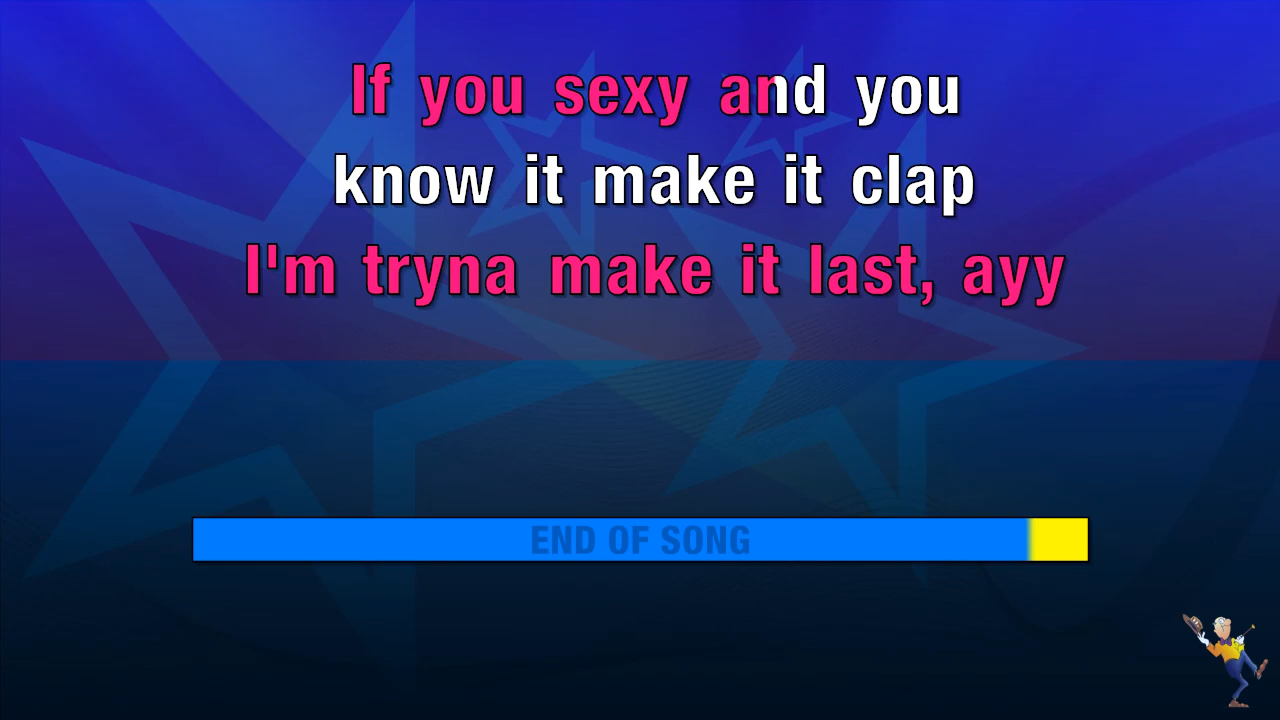 If you sexy and you
know it make it clap
I'm tryna make it last, ayy
END OF SONG